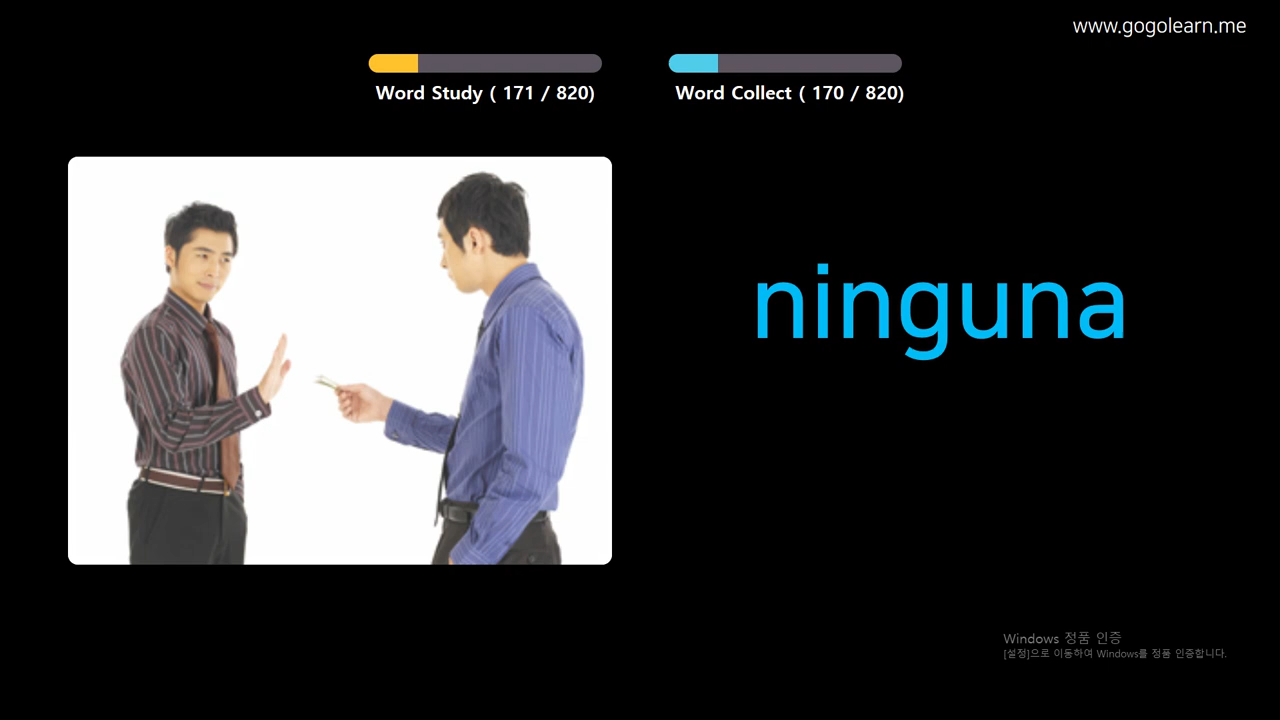 www.gogolearn.me
Word Study ( 171 / 820)
Word Collect ( 170 / 820)
ninguna
Windows 정품 인증
[설정]으로 이동하여 Windows를 정품 인증합니다.